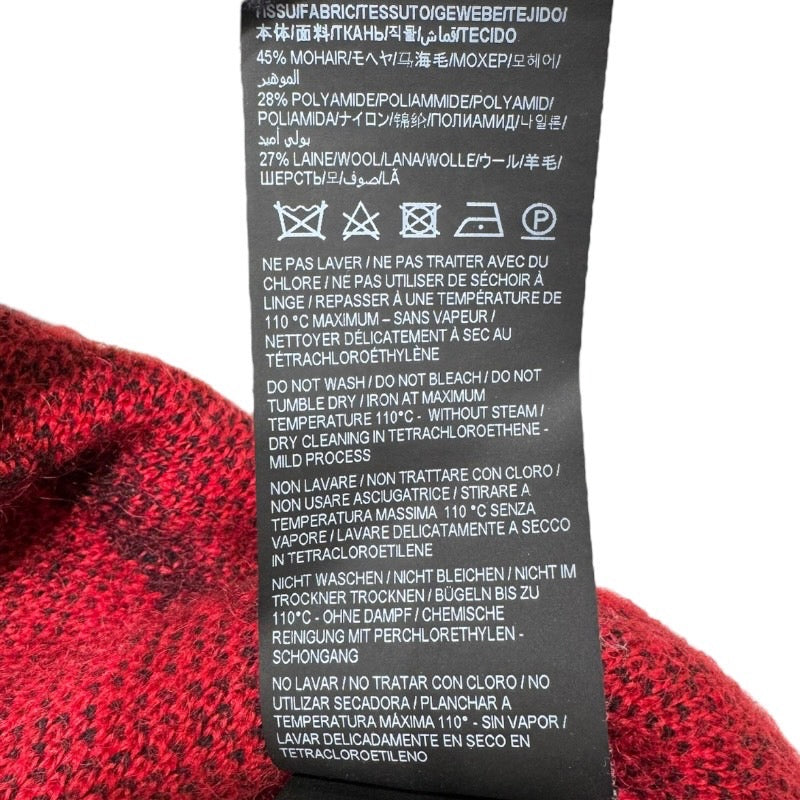 TISSU/FABRIC/TESSUTO/GEWEBE/TEJIDO/
本体/面料/ТКАНЬ/직물/قماش/TECIDO
45% MOHAIR/モヘヤ/马海毛/МОХЕР/모헤어/
الموهير
28% POLYAMIDE/POLIAMMIDE/POLYAMID/
POLIAMIDA/ナイロン/锦纶/ПОЛИАМИД/나일론/
بولي أميد
27% LAINE/WOOL/LANA/WOLLE/ウール/羊毛/
ШЕРСТЬ/모/صوف/LÃ
P
NE PAS LAVER / NE PAS TRAITER AVEC DU
CHLORE / NE PAS UTILISER DE SÉCHOIR À
LINGE / REPASSER À UNE TEMPÉRATURE DE
110 °C MAXIMUM – SANS VAPEUR /
NETTOYER DÉLICATEMENT À SEC AU
TÉTRACHLOROÉTHYLÈNE
DO NOT WASH / DO NOT BLEACH / DO NOT
TUMBLE DRY / IRON AT MAXIMUM
TEMPERATURE 110°C - WITHOUT STEAM /
DRY CLEANING IN TETRACHLOROETHENE -
MILD PROCESS
NON LAVARE / NON TRATTARE CON CLORO /
NON USARE ASCIUGATRICE / STIRARE A
TEMPERATURA MASSIMA 110 °C SENZA
VAPORE / LAVARE DELICATAMENTE A SECCO
IN TETRACLOROETILENE
NICHT WASCHEN / NICHT BLEICHEN / NICHT IM
TROCKNER TROCKNEN / BÜGELN BIS ZU
110°C - OHNE DAMPF / CHEMISCHE
REINIGUNG MIT PERCHLORETHYLEN -
SCHONGANG
NO LAVAR / NO TRATAR CON CLORO / NO
UTILIZAR SECADORA / PLANCHAR A
TEMPERATURA MÁXIMA 110° - SIN VAPOR /
LAVAR DELICADAMENTE EN SECO EN
TETRACLOROETILENO